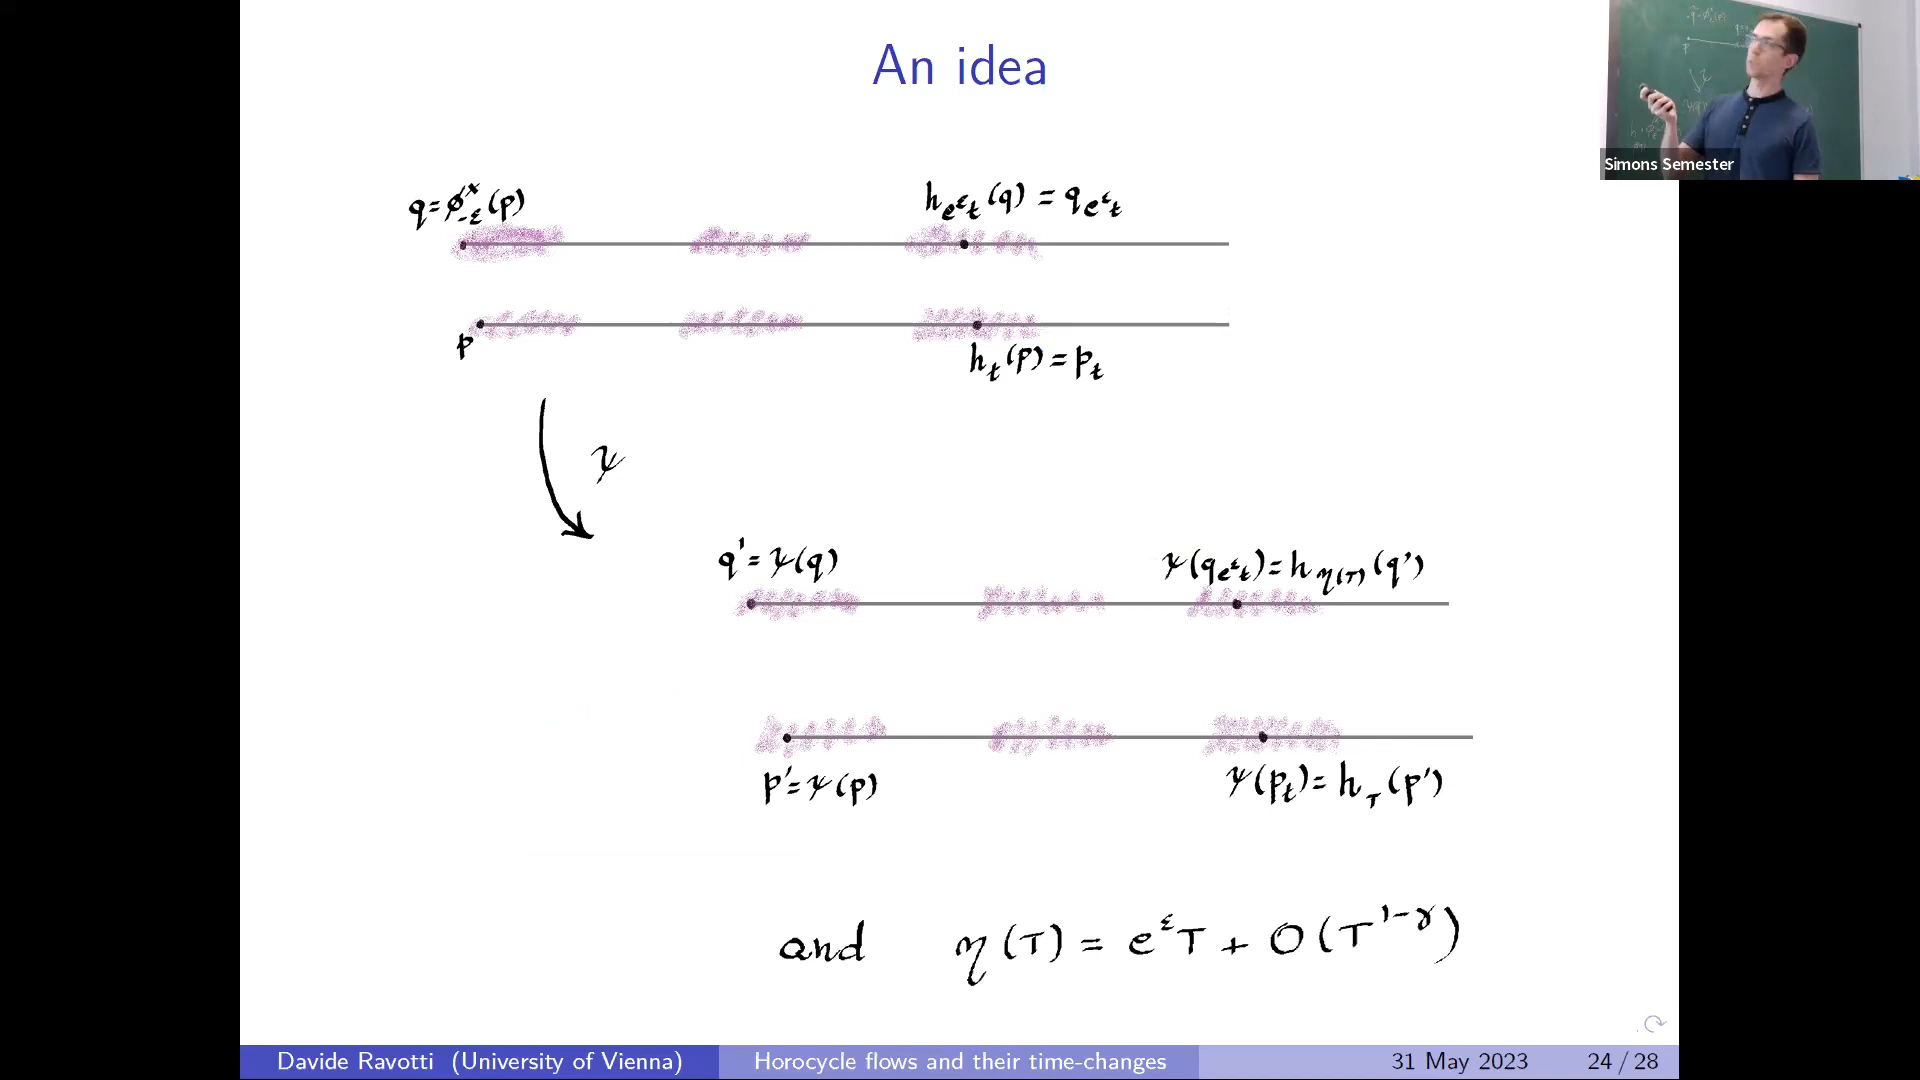 An idea
Simons Semester
q=ϕ^x_{-ε}(p)
h_{e^ε t}(q) = q_{e^ε t}
p
h_t(p) = p_t
ψ
q' = ψ(q)
ψ(q_{e^ε t}) = h_{η(T)}(q')
p' = ψ(p)
ψ(p_t) = h_T(p')
and η(T) = e^ε T + O(T^{1-γ})
Davide Ravotti (University of Vienna) Horocycle flows and their time-changes 31 May 2023 24 / 28